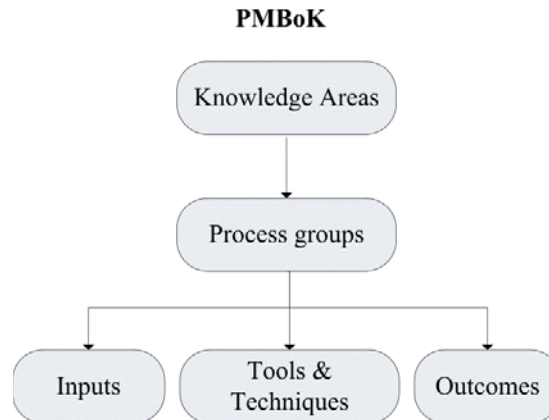 PMBoK
Knowledge Areas
Process groups
Inputs
Tools &
Techniques
Outcomes